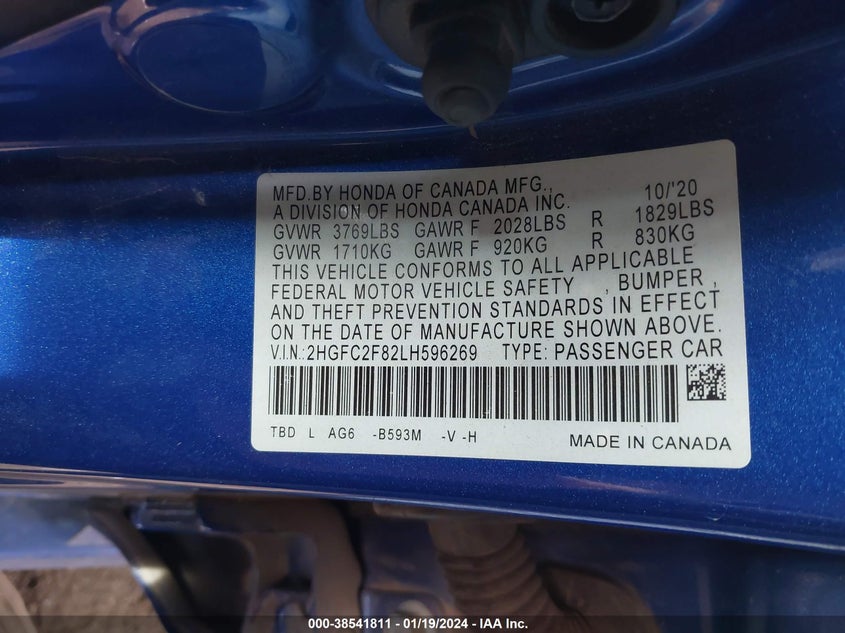 MFD.BY HONDA OF CANADA MFG., 10/'20
A DIVISION OF HONDA CANADA INC.
GVWR 3769LBS GAWR F 2028LBS R 1829LBS
GVWR 1710KG GAWR F 920KG R 830KG
THIS VEHICLE CONFORMS TO ALL APPLICABLE
FEDERAL MOTOR VEHICLE SAFETY , BUMPER ,
AND THEFT PREVENTION STANDARDS IN EFFECT
ON THE DATE OF MANUFACTURE SHOWN ABOVE.
V.I.N.:2HGFC2F82LH596269 TYPE: PASSENGER CAR
TBD L AG6 -B593M -V -H MADE IN CANADA
000-38541811 — 01/19/2024 — IAA Inc.